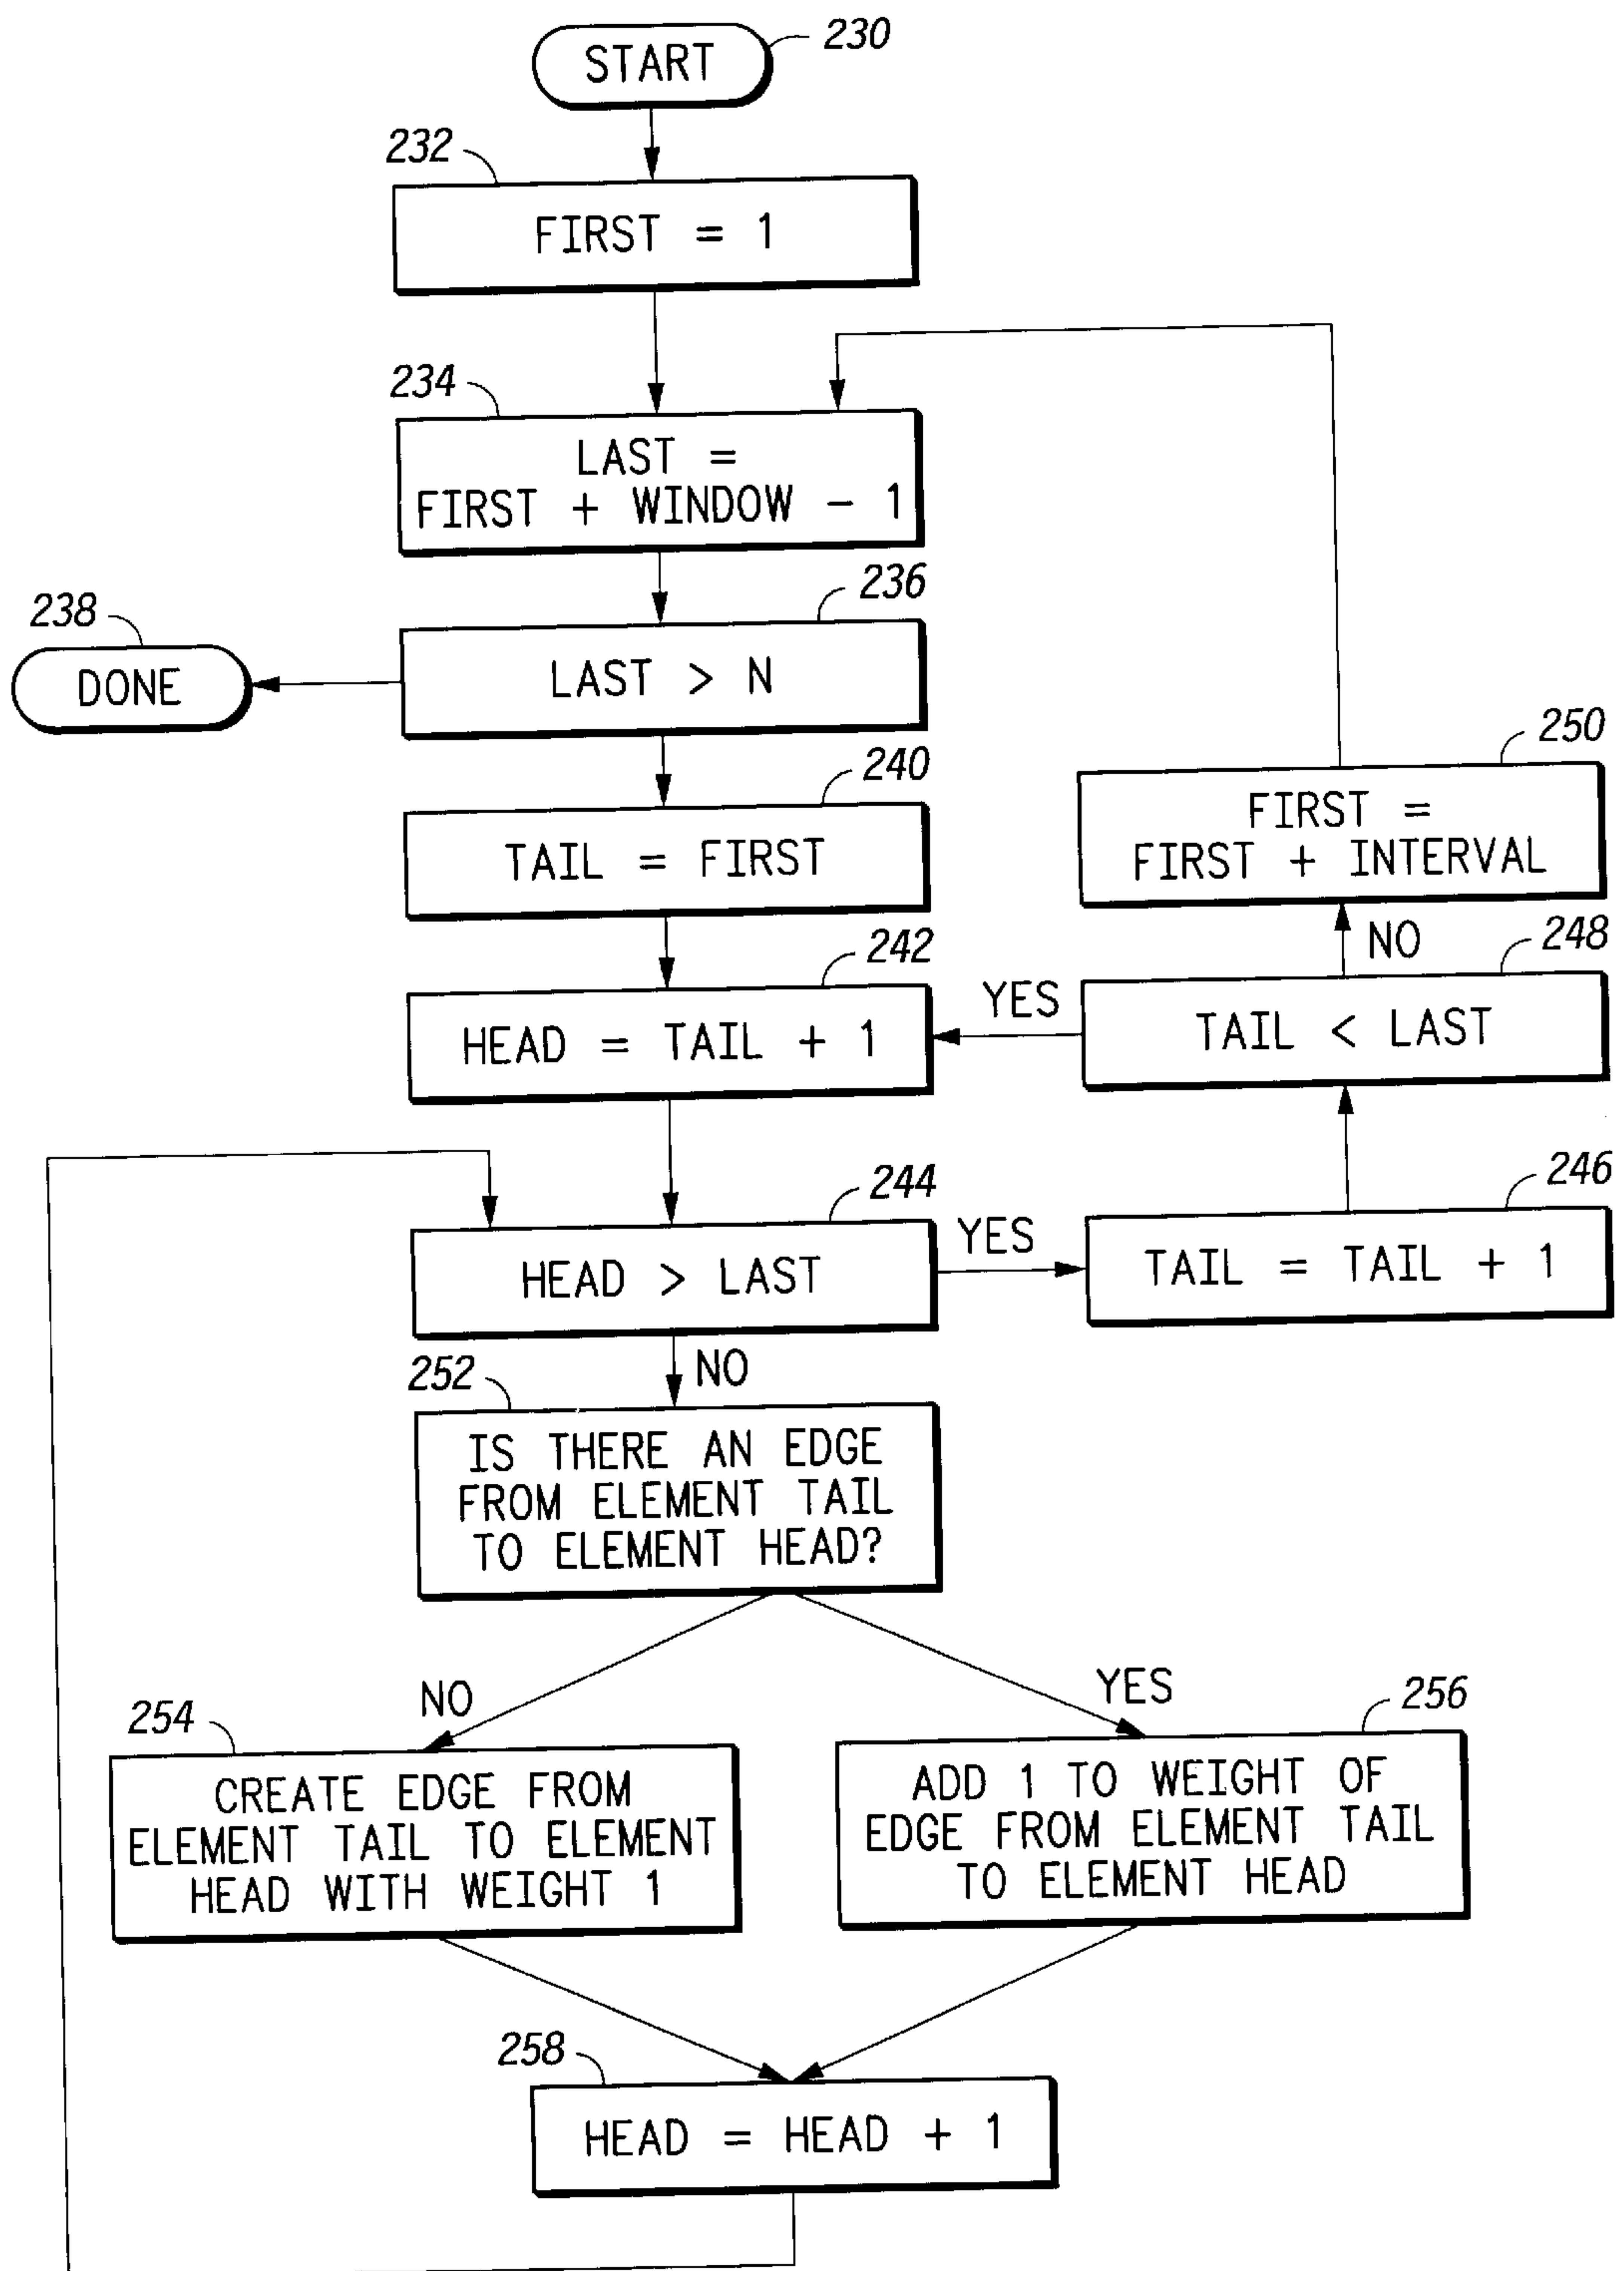 START
230
232
FIRST = 1
234
LAST =
FIRST + WINDOW - 1
236
LAST > N
238
DONE
240
TAIL = FIRST
250
FIRST =
FIRST + INTERVAL
242
HEAD = TAIL + 1
YES
NO
248
TAIL < LAST
244
HEAD > LAST
YES
246
TAIL = TAIL + 1
NO
252
IS THERE AN EDGE
FROM ELEMENT TAIL
TO ELEMENT HEAD?
NO
YES
254
CREATE EDGE FROM
ELEMENT TAIL TO ELEMENT
HEAD WITH WEIGHT 1
256
ADD 1 TO WEIGHT OF
EDGE FROM ELEMENT TAIL
TO ELEMENT HEAD
258
HEAD = HEAD + 1